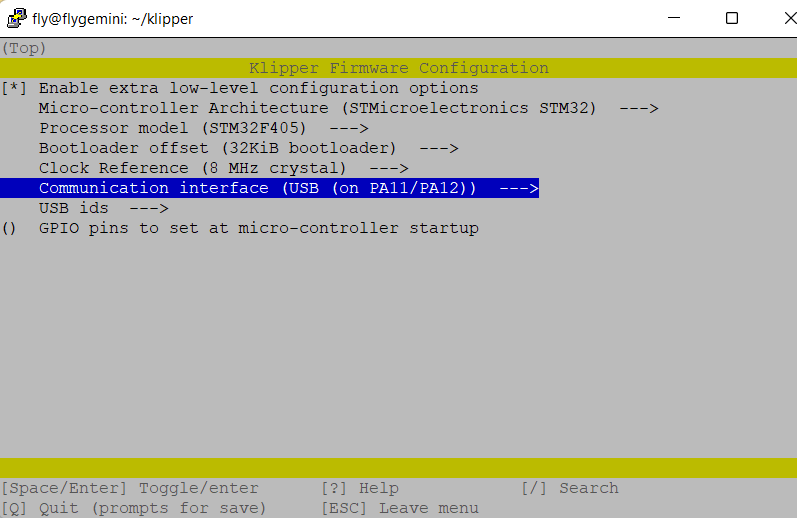 fly@flygemini: ~/klipper
(Top)
Klipper Firmware Configuration
[*] Enable extra low-level configuration options
Micro-controller Architecture (STMicroelectronics STM32)  --->
Processor model (STM32F405)  --->
Bootloader offset (32KiB bootloader)  --->
Clock Reference (8 MHz crystal)  --->
Communication interface (USB (on PA11/PA12))  --->
USB ids  --->
()  GPIO pins to set at micro-controller startup
[Space/Enter] Toggle/enter      [?] Help      [/] Search
[Q] Quit (prompts for save)     [ESC] Leave menu